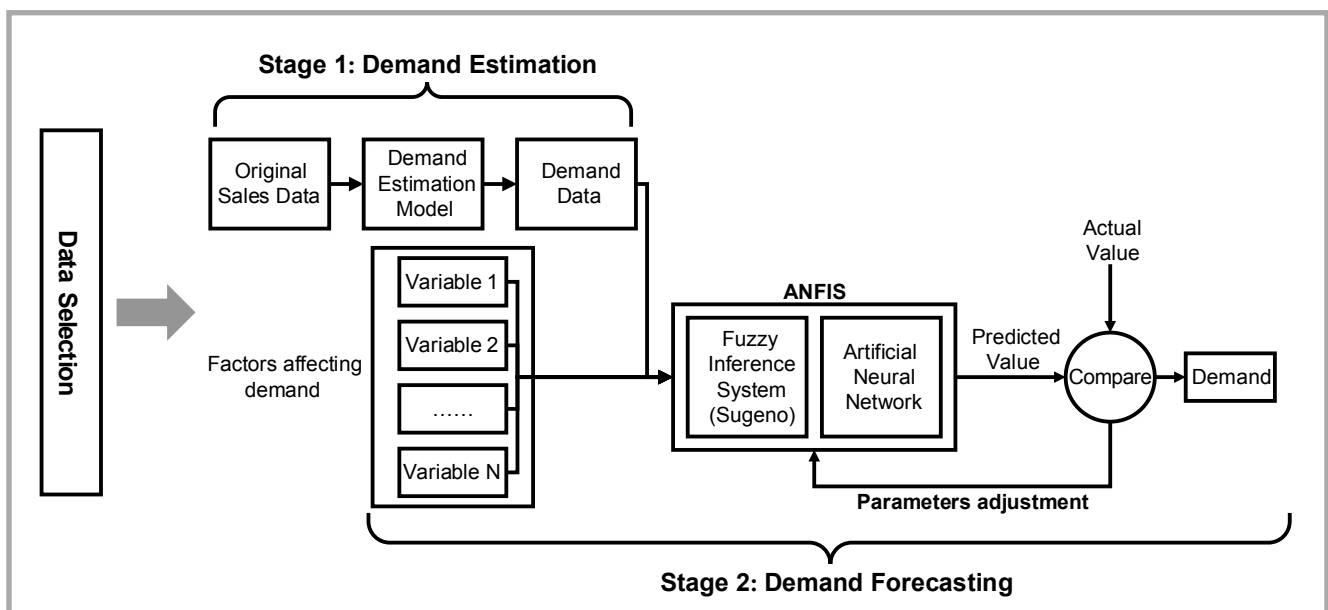 Stage 1: Demand Estimation
Data Selection
Original
Sales Data
Demand
Estimation
Model
Demand
Data
Factors affecting
demand
Variable 1
Variable 2
......
Variable N
ANFIS
Fuzzy
Inference
System
(Sugeno)
Artificial
Neural
Network
Predicted
Value
Actual
Value
Compare
Demand
Parameters adjustment
Stage 2: Demand Forecasting